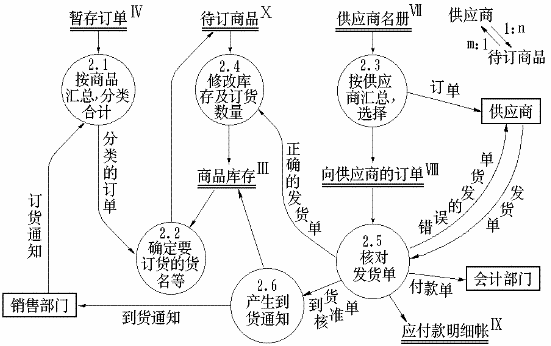 暂存订单 IV
待订商品 X
供应商名册 VII
供应商
1:n
m:1
待订商品
2.1
按商品
汇总,分类
合计
2.4
修改库
存及订货
数量
2.3
按供应
商汇总,
选择
订单
供应商
分类的订单
订货通知
商品库存 III
正确的发货单
向供应商的订单 VIII
错误的发货单
发货单
2.2
确定要
订货的货
名等
2.5
核对
发货单
2.6
产生到
货通知
到货核准单
付款单
会计部门
销售部门
到货通知
应付款明细帐 IX